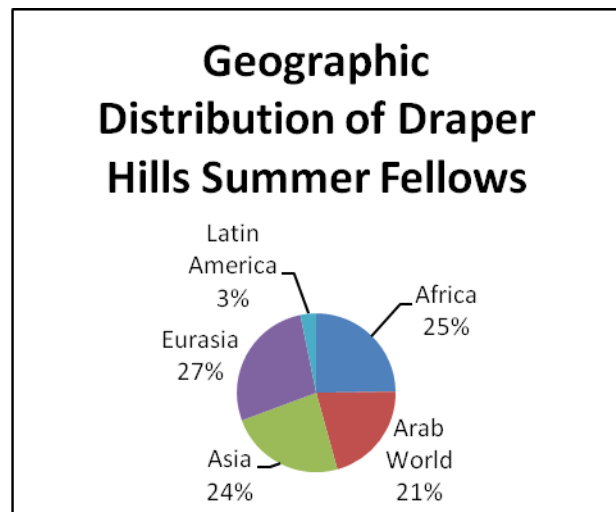 Geographic
Distribution of Draper
Hills Summer Fellows
Latin
America
3%
Africa
25%
Eurasia
27%
Arab
World
21%
Asia
24%